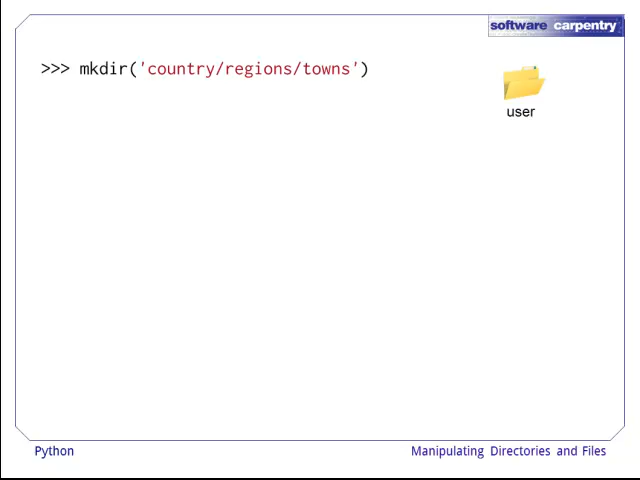 software carpentry
>>> mkdir('country/regions/towns')
user
Python
Manipulating Directories and Files